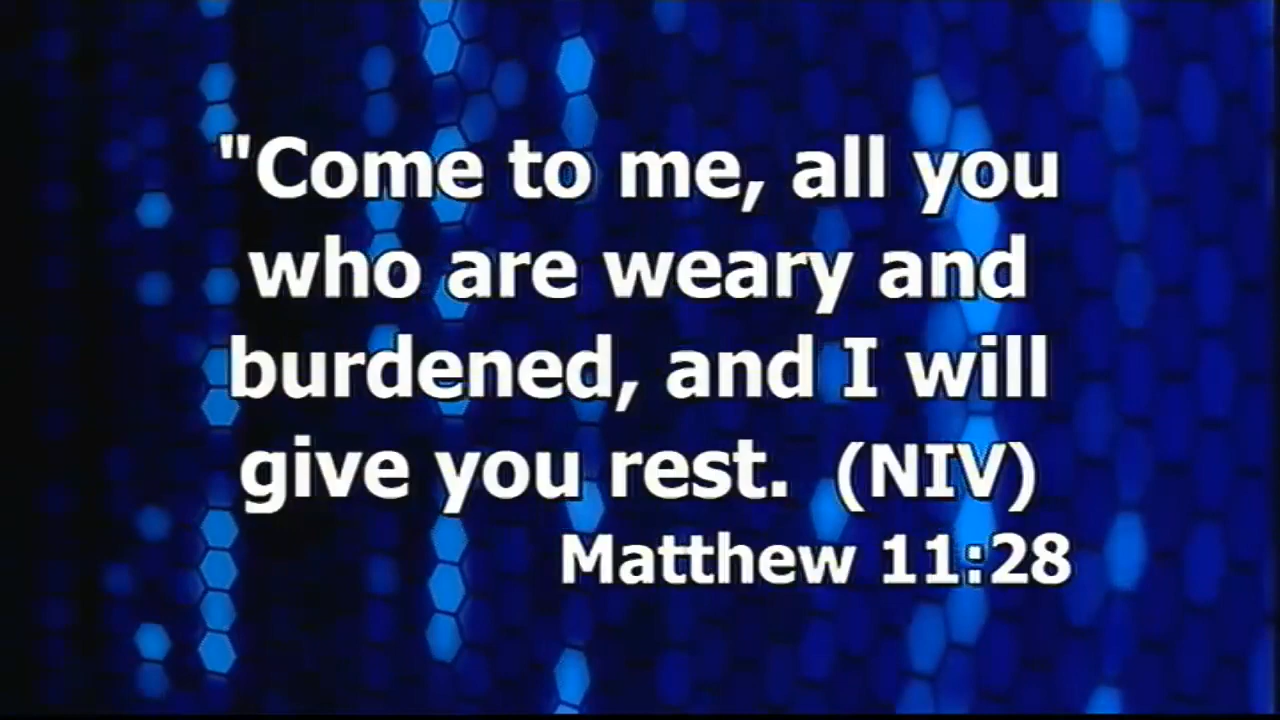 "Come to me, all you
who are weary and
burdened, and I will
give you rest.  (NIV)
Matthew 11:28